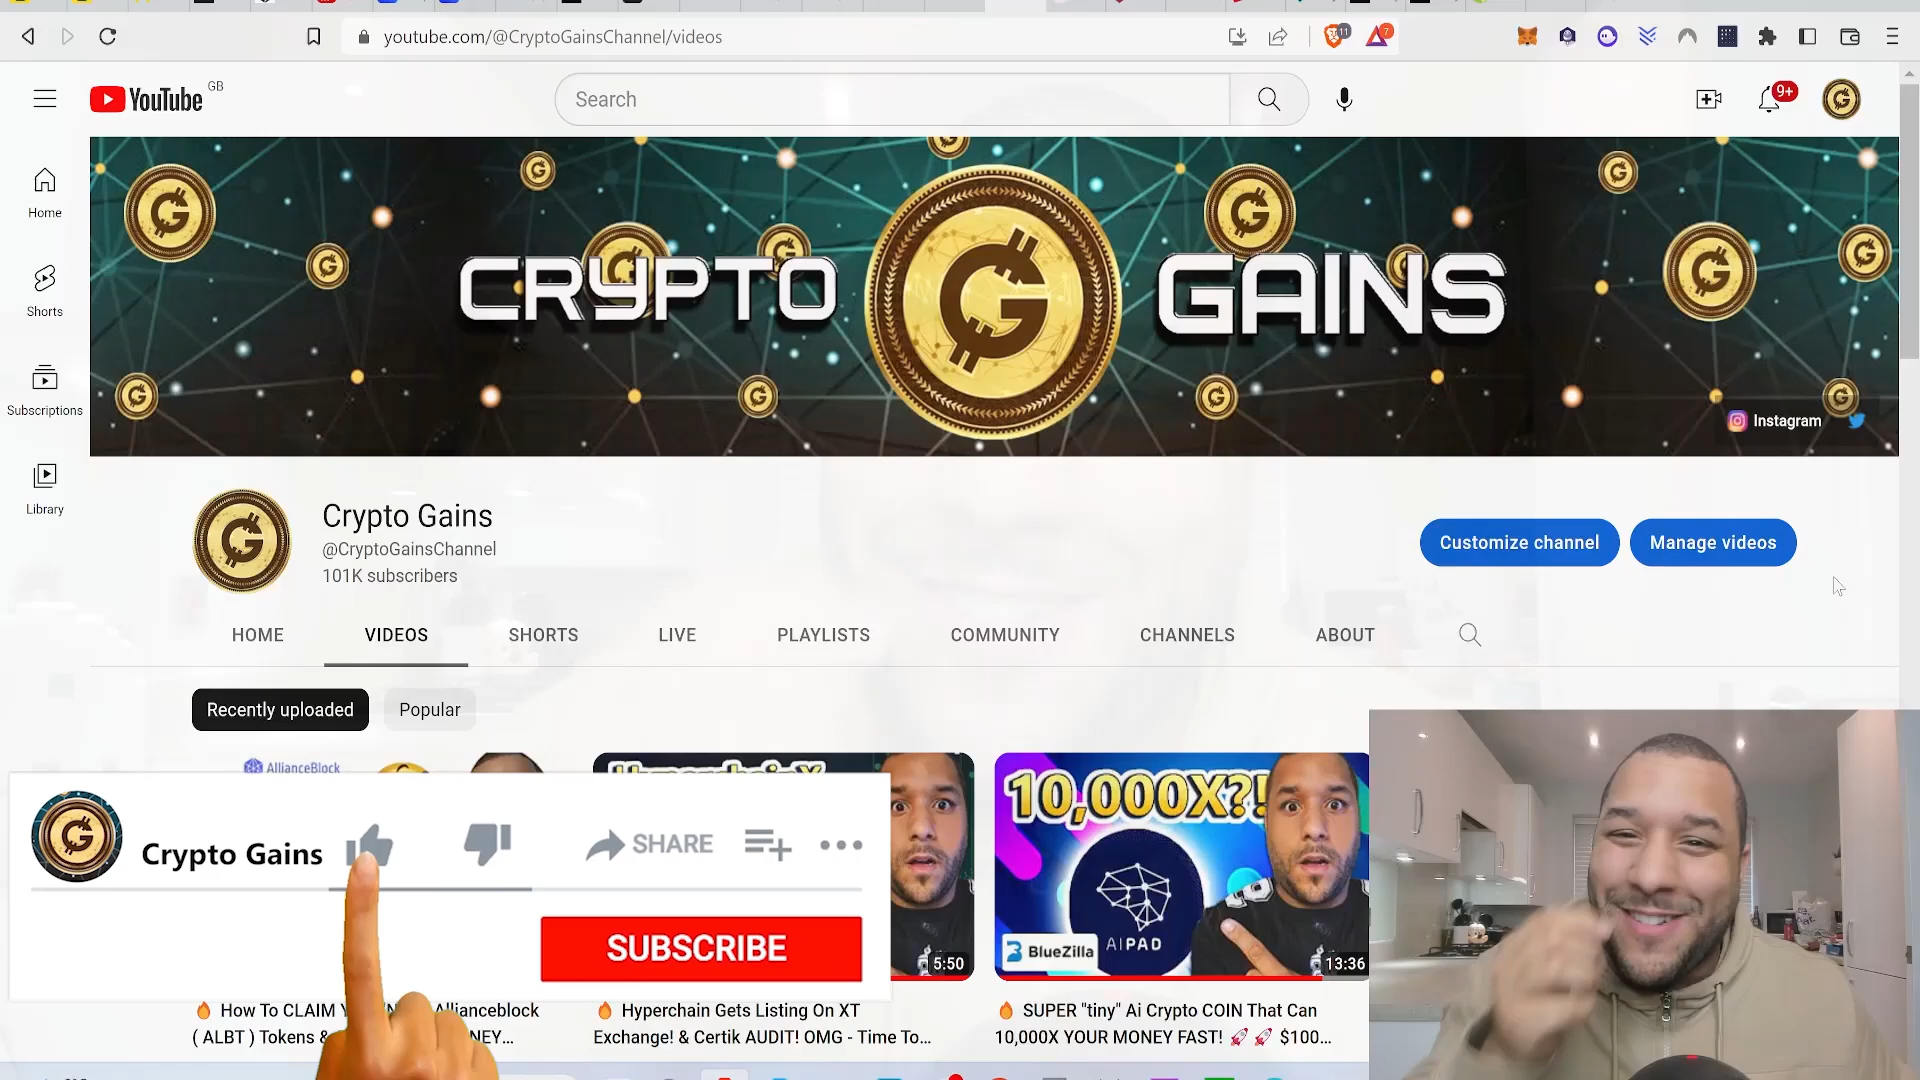 youtube.com/@CryptoGainsChannel/videos
11
7
YouTube GB
Search
9+
Home
Shorts
Subscriptions
Library
CRYPTO G GAINS
Instagram
Crypto Gains
@CryptoGainsChannel
101K subscribers
Customize channel
Manage videos
HOME
VIDEOS
SHORTS
LIVE
PLAYLISTS
COMMUNITY
CHANNELS
ABOUT
Recently uploaded
Popular
AllianceBlock
HyperchainX
10,000X?!
AIPAD
BlueZilla
5:50
13:36
Crypto Gains
SHARE
SUBSCRIBE
How To CLAIM Allianceblock
( ALBT ) Tokens &
Hyperchain Gets Listing On XT
Exchange! & Certik AUDIT! OMG - Time To...
SUPER "tiny" Ai Crypto COIN That Can
10,000X YOUR MONEY FAST! 🚀 🚀 $100...